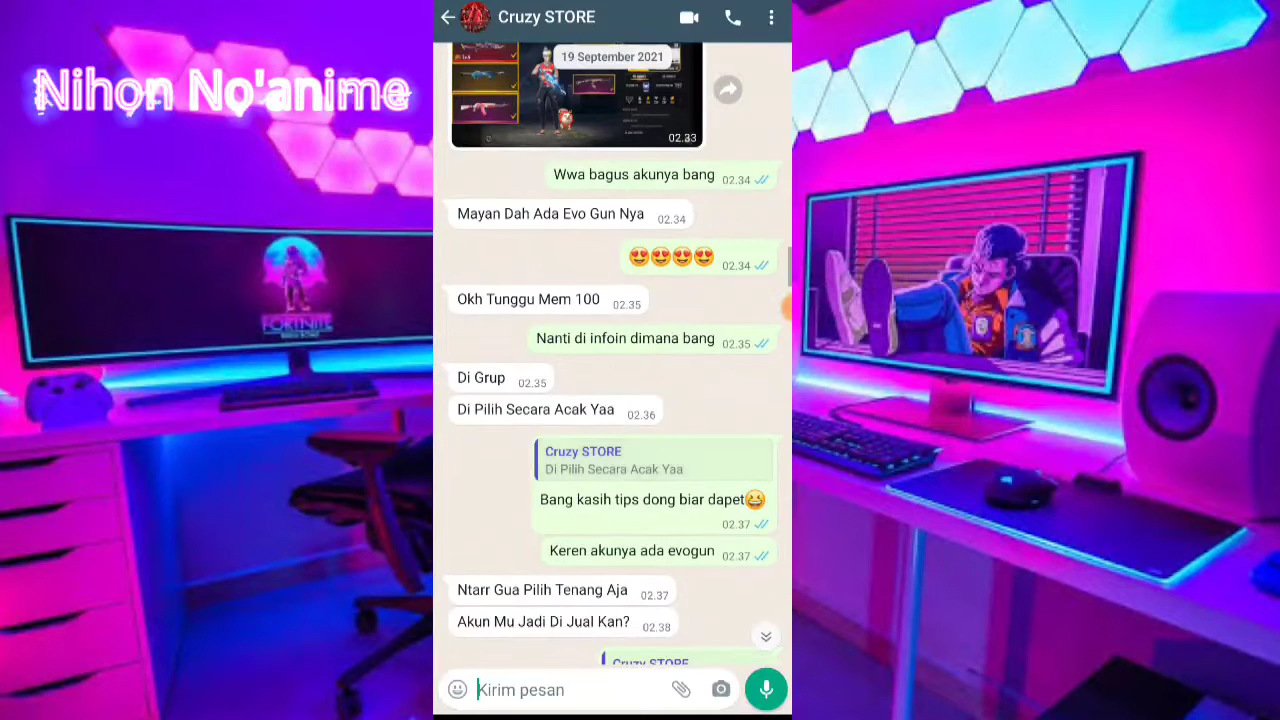 Nihon No'anime
Cruzy STORE
19 September 2021
02.33
Wwa bagus akunya bang 02.34
Mayan Dah Ada Evo Gun Nya 02.34
😍😍😍😍 02.34
Okh Tunggu Mem 100 02.35
Nanti di infoin dimana bang 02.35
Di Grup 02.35
Di Pilih Secara Acak Yaa 02.36
Cruzy STORE
Di Pilih Secara Acak Yaa
Bang kasih tips dong biar dapet😆
02.37
Keren akunya ada evogun 02.37
Ntarr Gua Pilih Tenang Aja 02.37
Akun Mu Jadi Di Jual Kan? 02.38
Cruzy STORE
Kirim pesan
FORTNITE